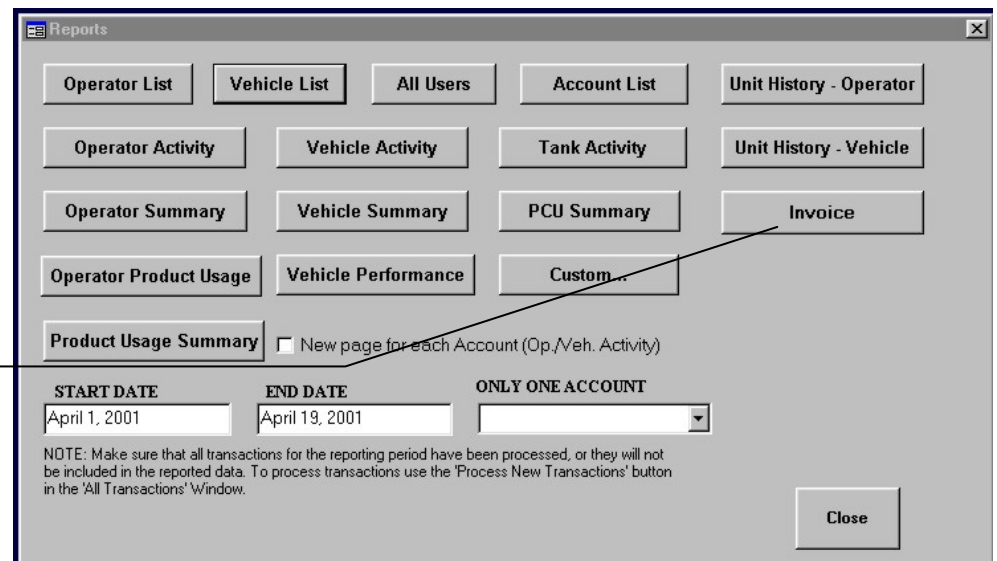 Reports
Operator List Vehicle List All Users Account List Unit History - Operator
Operator Activity Vehicle Activity Tank Activity Unit History - Vehicle
Operator Summary Vehicle Summary PCU Summary Invoice
Operator Product Usage Vehicle Performance Custom...
Product Usage Summary New page for each Account (Op./Veh. Activity)
START DATE END DATE ONLY ONE ACCOUNT
April 1, 2001 April 19, 2001
NOTE: Make sure that all transactions for the reporting period have been processed, or they will not
be included in the reported data. To process transactions use the 'Process New Transactions' button
in the 'All Transactions' Window.
Close